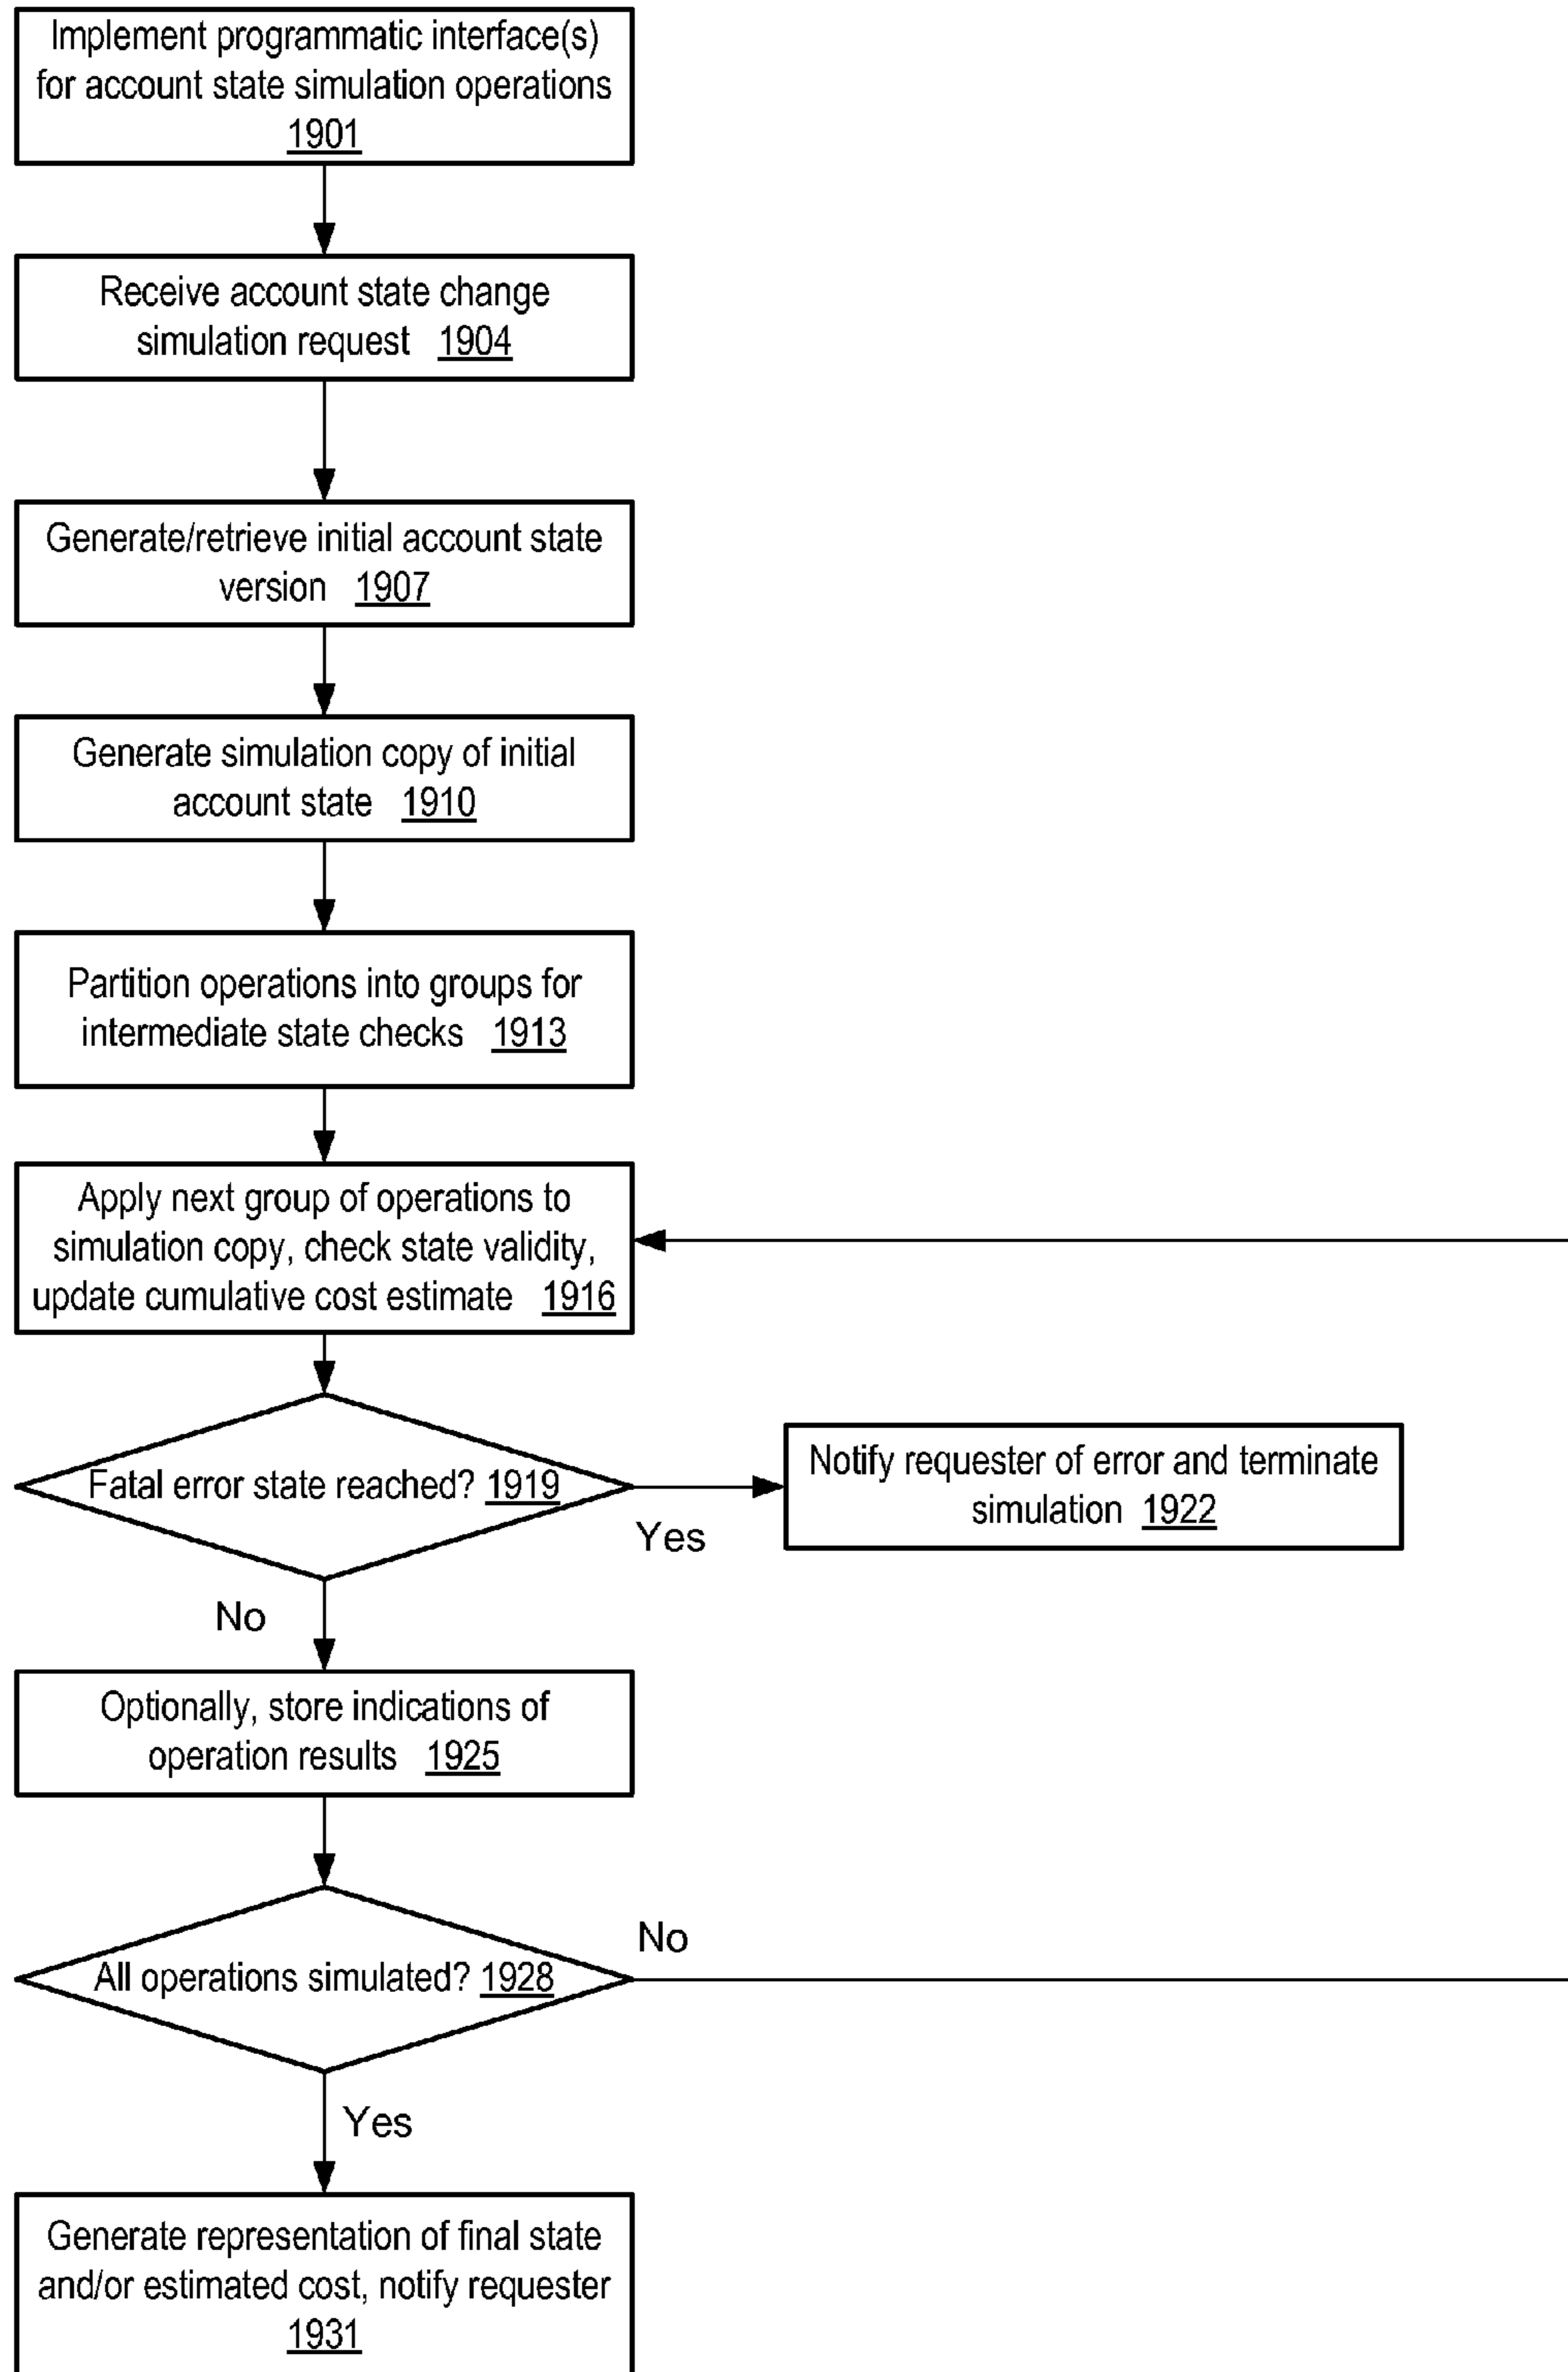 Implement programmatic interface(s)
for account state simulation operations
1901
Receive account state change
simulation request 1904
Generate/retrieve initial account state
version 1907
Generate simulation copy of initial
account state 1910
Partition operations into groups for
intermediate state checks 1913
Apply next group of operations to
simulation copy, check state validity,
update cumulative cost estimate 1916
Fatal error state reached? 1919
Yes
Notify requester of error and terminate
simulation 1922
No
Optionally, store indications of
operation results 1925
No
All operations simulated? 1928
Yes
Generate representation of final state
and/or estimated cost, notify requester
1931